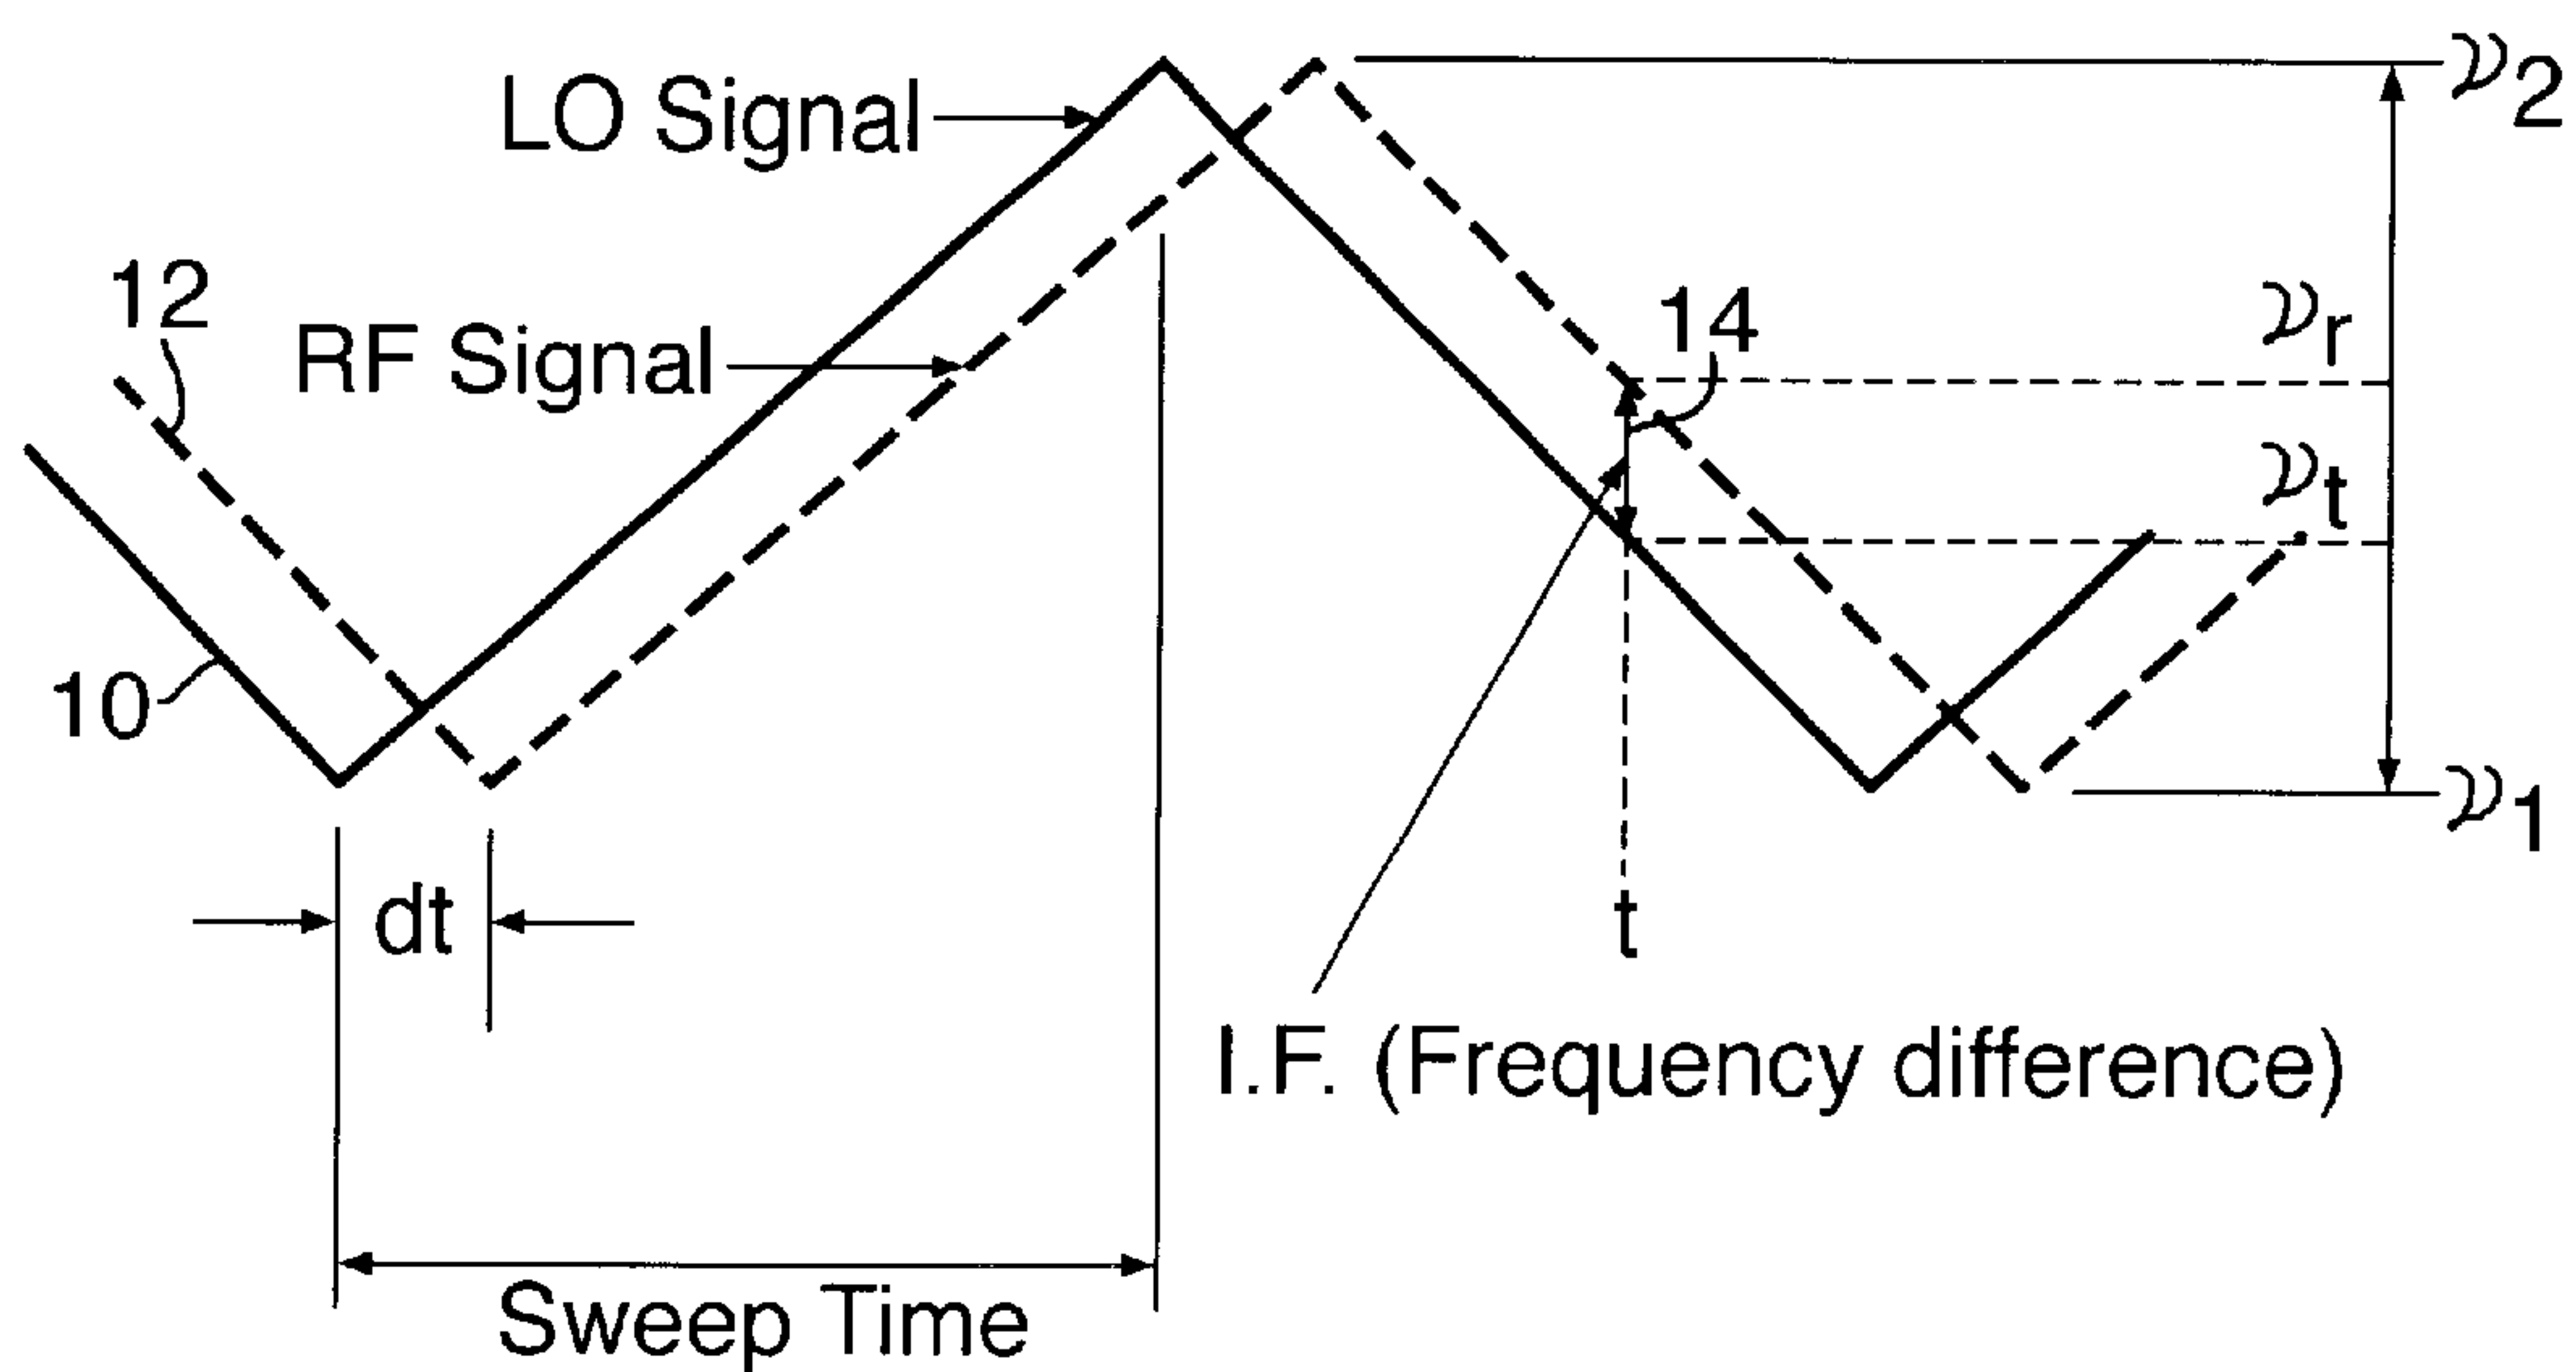 LO Signal
ν2
12
RF Signal
14
νr
νt
10
ν1
dt
t
I.F. (Frequency difference)
Sweep Time